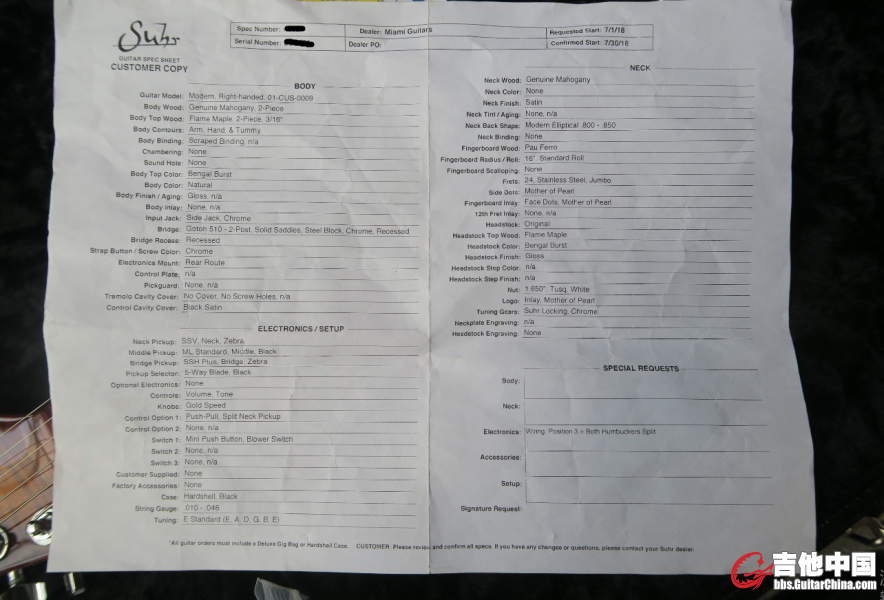 Suhr
GUITAR SPEC SHEET
CUSTOMER COPY
Spec Number:
Serial Number:
Dealer: Miami Guitars
Dealer PO:
Requested Start: 7/1/18
Confirmed Start: 7/30/18
BODY
Guitar Model: Modern, Right-handed, 01-CUS-0009
Body Wood: Genuine Mahogany, 2-Piece
Body Top Wood: Flame Maple, 2-Piece, 3/16"
Body Contours: Arm, Hand, & Tummy
Body Binding: Scraped Binding, n/a
Chambering: None
Sound Hole: None
Body Top Color: Bengal Burst
Body Color: Natural
Body Finish / Aging: Gloss, n/a
Body Inlay: None, n/a
Input Jack: Side Jack, Chrome
Bridge: Gotoh 510 - 2-Post, Solid Saddles, Steel Block, Chrome, Recessed
Bridge Recess: Recessed
Strap Button / Screw Color: Chrome
Electronics Mount: Rear Route
Control Plate: n/a
Pickguard: None, n/a
Tremolo Cavity Cover: No Cover, No Screw Holes, n/a
Control Cavity Cover: Black Satin
ELECTRONICS / SETUP
Neck Pickup: SSV, Neck, Zebra
Middle Pickup: ML Standard, Middle, Black
Bridge Pickup: SSH Plus, Bridge, Zebra
Pickup Selector: 5-Way Blade, Black
Optional Electronics: None
Controls: Volume, Tone
Knobs: Gold Speed
Control Option 1: Push-Pull, Split Neck Pickup
Control Option 2: None, n/a
Switch 1: Mini Push Button, Blower Switch
Switch 2: None, n/a
Switch 3: None, n/a
Customer Supplied: None
Factory Accessories: None
Case: Hardshell, Black
String Gauge: .010 - .046
Tuning: E Standard (E, A, D, G, B, E)
NECK
Neck Wood: Genuine Mahogany
Neck Color: None
Neck Finish: Satin
Neck Tint / Aging: None, n/a
Neck Back Shape: Modern Elliptical .800 - .850
Neck Binding: None
Fingerboard Wood: Pau Ferro
Fingerboard Radius / Roll: 16" Standard Roll
Fingerboard Scalloping: None
Frets: 24, Stainless Steel, Jumbo
Side Dots: Mother of Pearl
Fingerboard Inlay: Face Dots, Mother of Pearl
12th Fret Inlay: None, n/a
Headstock: Original
Headstock Top Wood: Flame Maple
Headstock Color: Bengal Burst
Headstock Finish: Gloss
Headstock Step Color: n/a
Headstock Step Finish: n/a
Nut: 1.650", Tusq, White
Logo: Inlay, Mother of Pearl
Tuning Gears: Suhr Locking, Chrome
Neckplate Engraving: n/a
Headstock Engraving: None
SPECIAL REQUESTS
Body:
Neck:
Electronics: Wiring: Position 3 = Both Humbuckers Split
Accessories:
Setup:
Signature Request:
*All guitar orders must include a Deluxe Gig Bag or Hardshell Case. CUSTOMER: Please review and confirm all specs. If you have any changes or questions, please contact your Suhr dealer.
吉他中国
bbs.GuitarChina.com